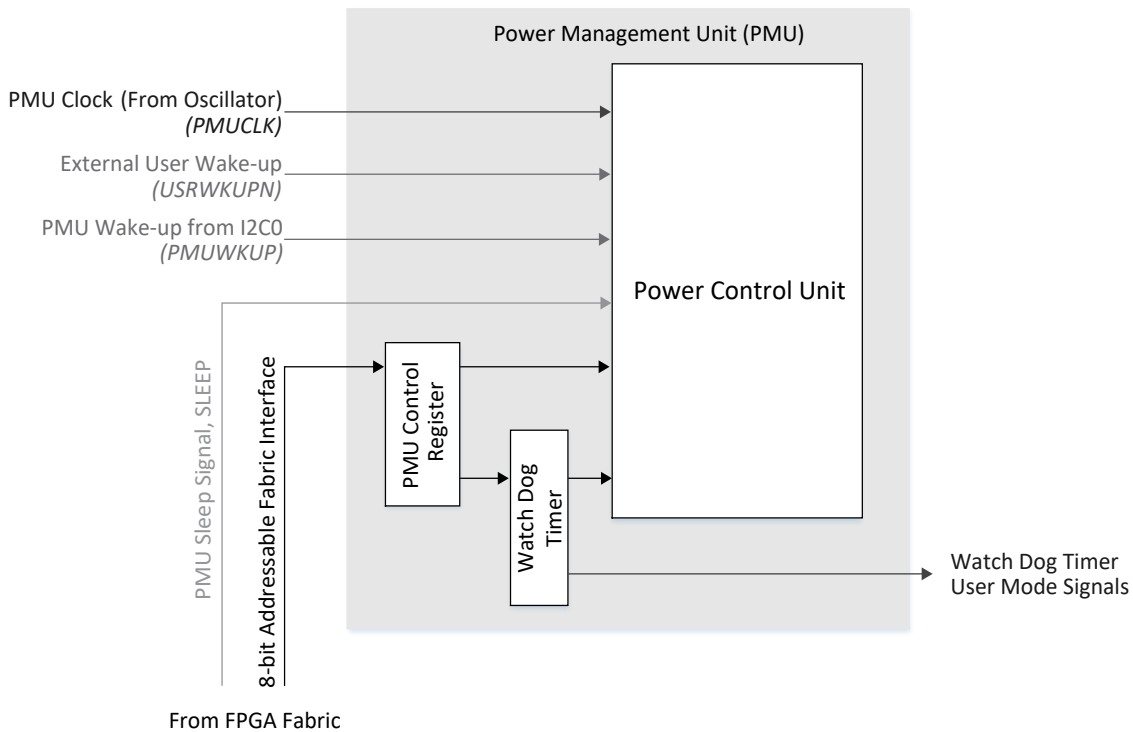 Power Management Unit (PMU)
PMU Clock (From Oscillator)
(PMUCLK)
External User Wake-up
(USRWKUPN)
PMU Wake-up from I2C0
(PMUWKUP)
Power Control Unit
PMU Sleep Signal, SLEEP
8-bit Addressable Fabric Interface
PMU Control
Register
Watch Dog
Timer
Watch Dog Timer
User Mode Signals
From FPGA Fabric